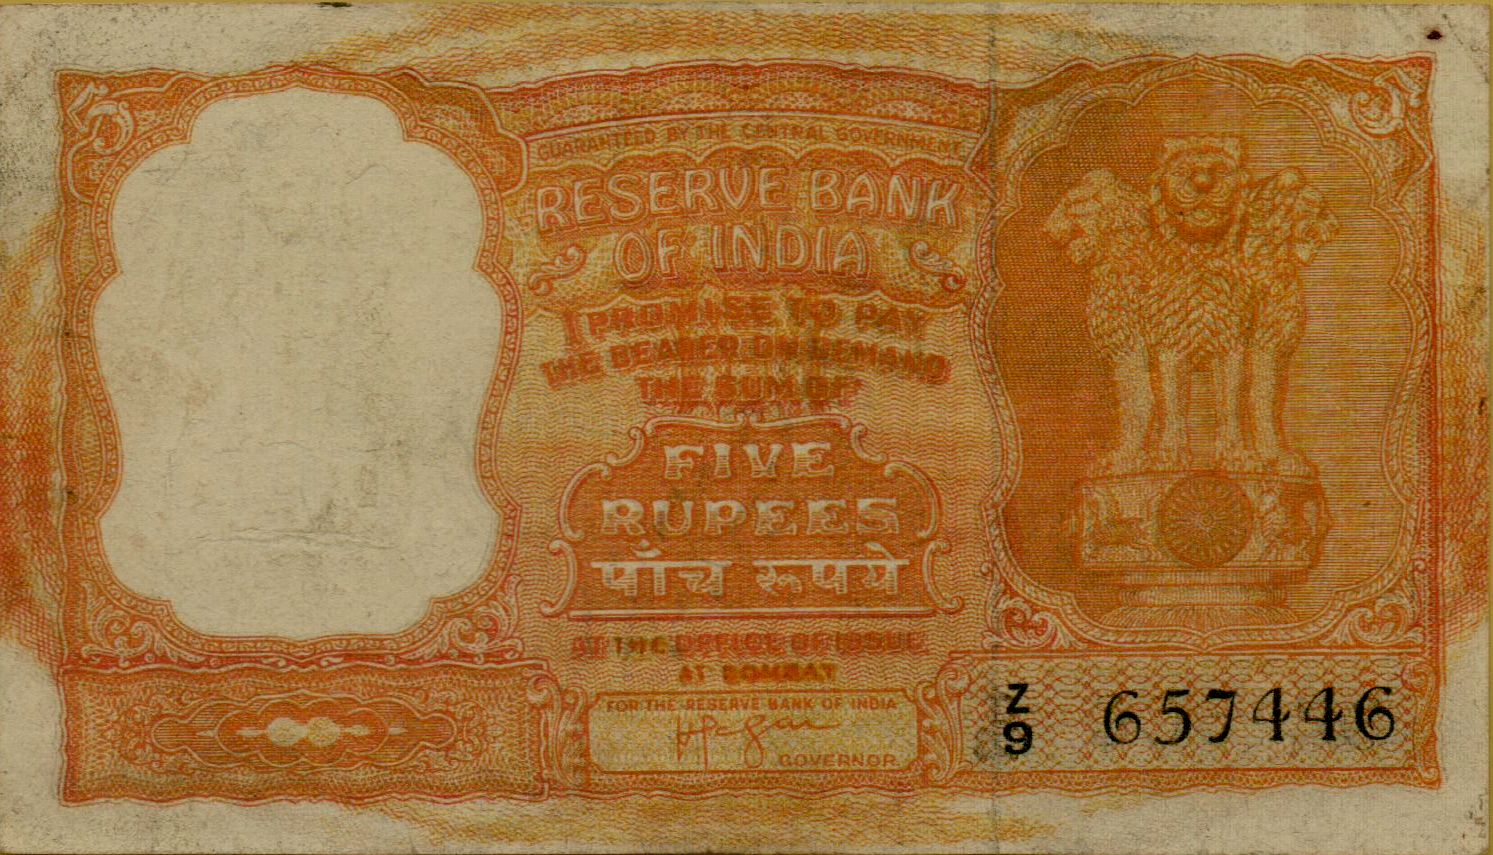 5 5
GUARANTEED BY THE CENTRAL GOVERNMENT
RESERVE BANK
OF INDIA
I PROMISE TO PAY
THE BEARER ON DEMAND
THE SUM OF
FIVE
RUPEES
पाँच रूपये
AT THE OFFICE OF ISSUE
AT BOMBAY
FOR THE RESERVE BANK OF INDIA
GOVERNOR
Z
9 657446